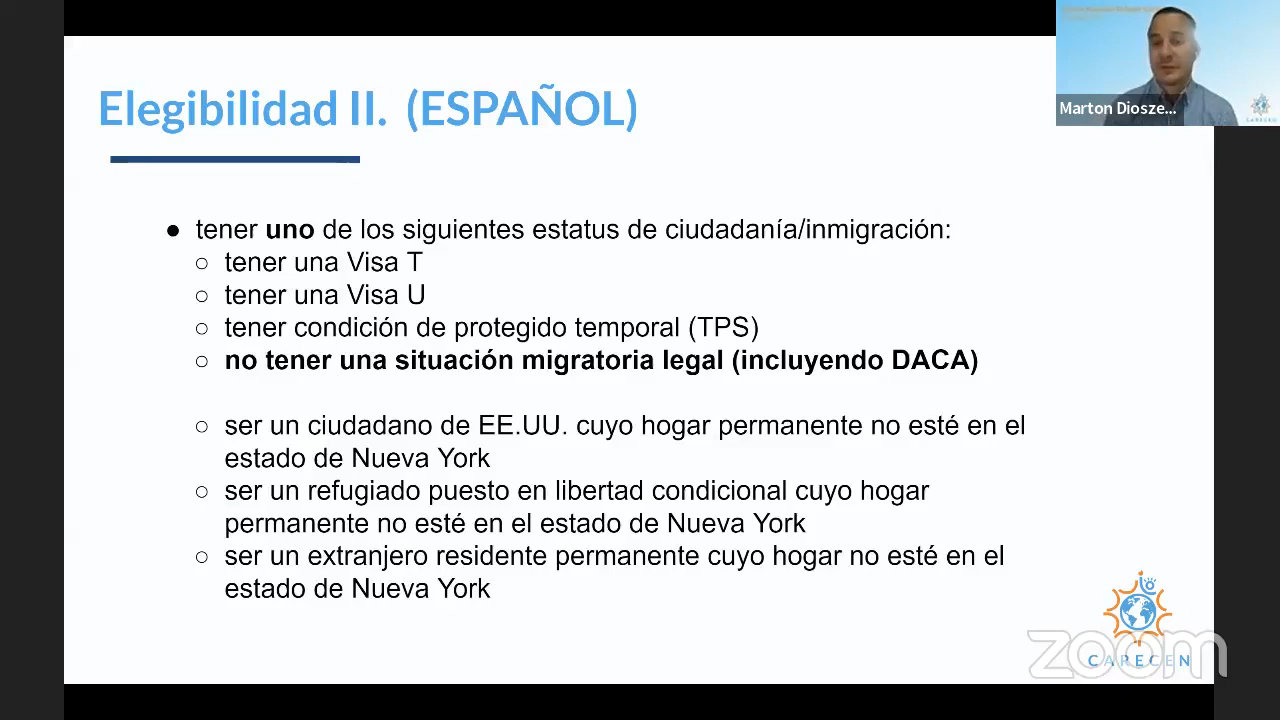 Elegibilidad II. (ESPAÑOL)
Marton Diosze...
● tener uno de los siguientes estatus de ciudadanía/inmigración:
○ tener una Visa T
○ tener una Visa U
○ tener condición de protegido temporal (TPS)
○ no tener una situación migratoria legal (incluyendo DACA)
○ ser un ciudadano de EE.UU. cuyo hogar permanente no esté en el
estado de Nueva York
○ ser un refugiado puesto en libertad condicional cuyo hogar
permanente no esté en el estado de Nueva York
○ ser un extranjero residente permanente cuyo hogar no esté en el
estado de Nueva York
zoom
CARECEN